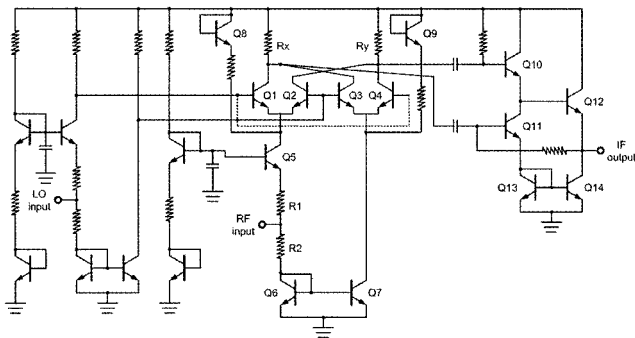 Q8
Q9
Rx
Ry
Q10
Q1
Q2
Q3
Q4
Q12
Q11
Q5
IF
output
LO
input
Q13
Q14
R1
RF
input
R2
Q6
Q7